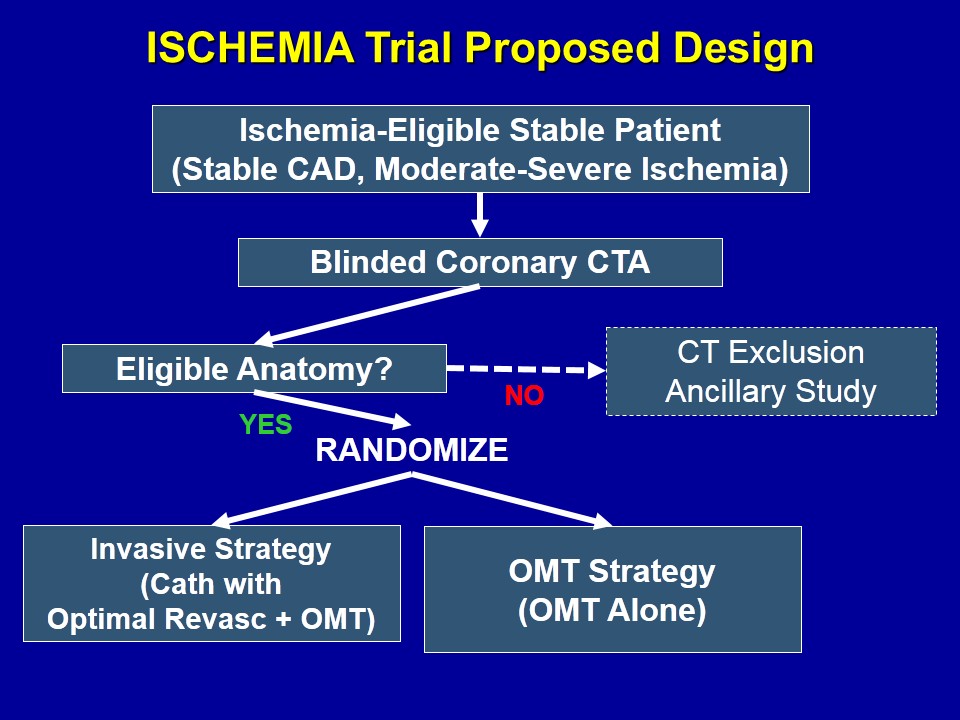 ISCHEMIA Trial Proposed Design
Ischemia-Eligible Stable Patient
(Stable CAD, Moderate-Severe Ischemia)
Blinded Coronary CTA
Eligible Anatomy?
NO
CT Exclusion
Ancillary Study
YES
RANDOMIZE
Invasive Strategy
(Cath with
Optimal Revasc + OMT)
OMT Strategy
(OMT Alone)